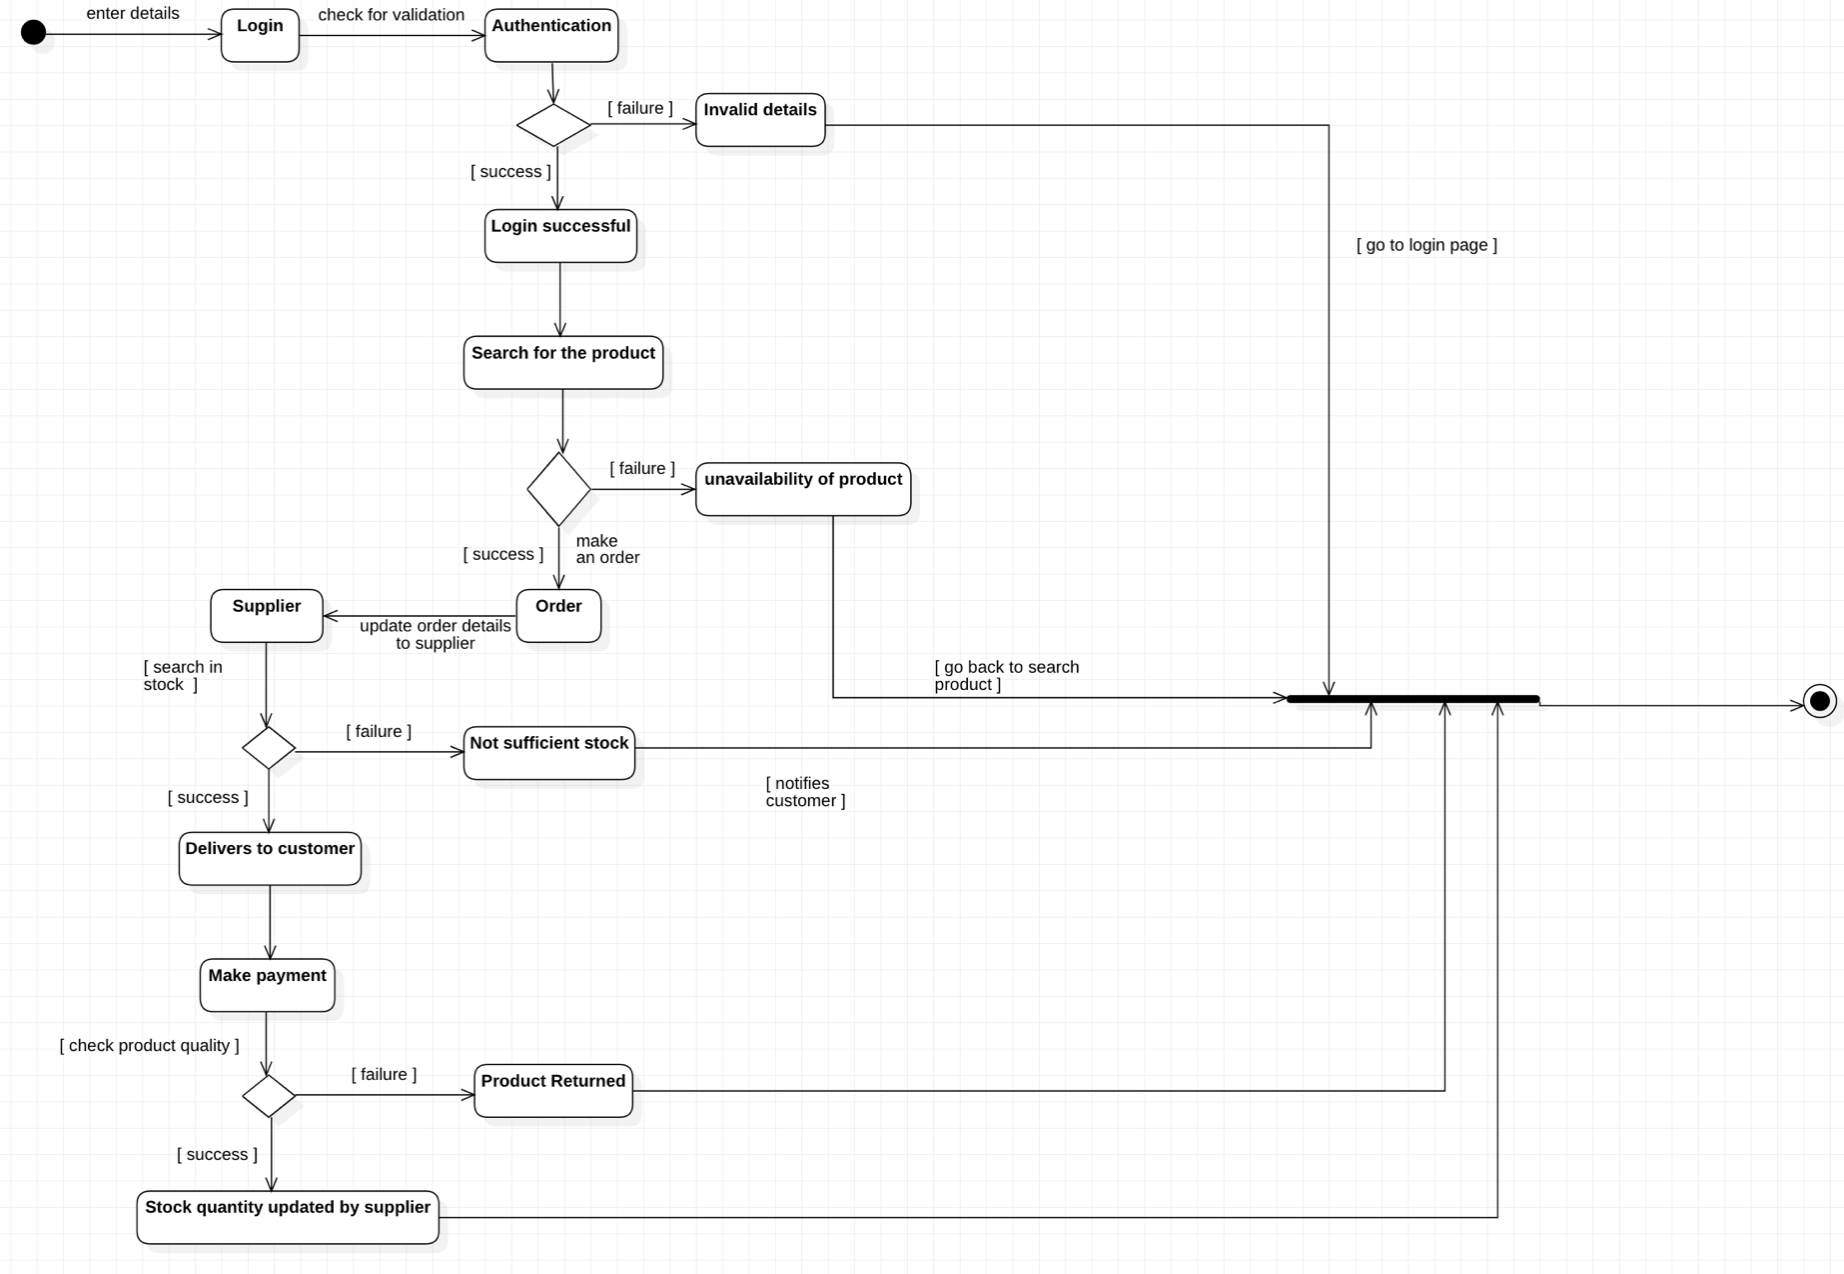 enter details
check for validation
Login
Authentication
[ failure ]
Invalid details
[ success ]
Login successful
[ go to login page ]
Search for the product
[ failure ]
unavailability of product
[ success ]
make
an order
Supplier
Order
update order details
to supplier
[ search in
stock  ]
[ go back to search
product ]
[ failure ]
Not sufficient stock
[ notifies
customer ]
[ success ]
Delivers to customer
Make payment
[ check product quality ]
[ failure ]
Product Returned
[ success ]
Stock quantity updated by supplier